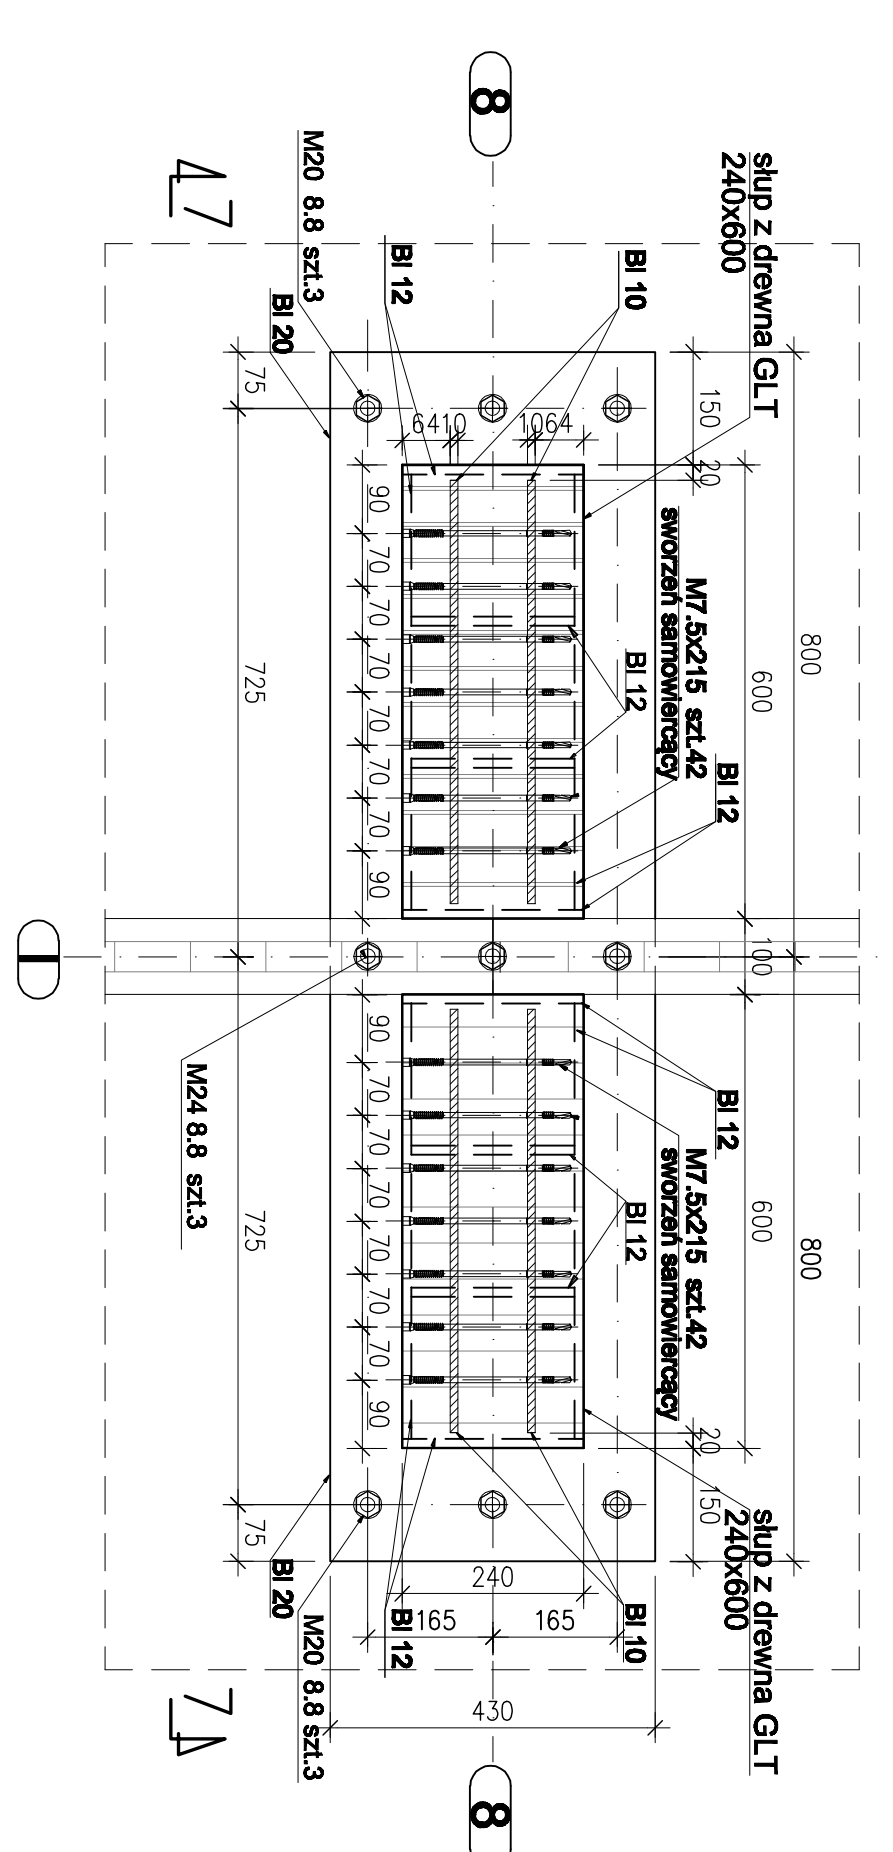 8
słup z drewna GLT
240x600
M20 8.8 szt.3
Bl 20
Bl 12
Bl 10
47
800
600
150
20
75
725
6410
1064
90
70
70
70
70
70
70
90
M7.5x215 szt.42
sworzeń samowiercący
Bl 12
Bl 12
I
100
M24 8.8 szt.3
800
600
725
90
70
70
70
70
70
70
90
Bl 12
Bl 12
M7.5x215 szt.42
sworzeń samowiercący
20
150
75
słup z drewna GLT
240x600
Bl 20
M20 8.8 szt.3
Bl 12
Bl 10
240
165
165
430
8